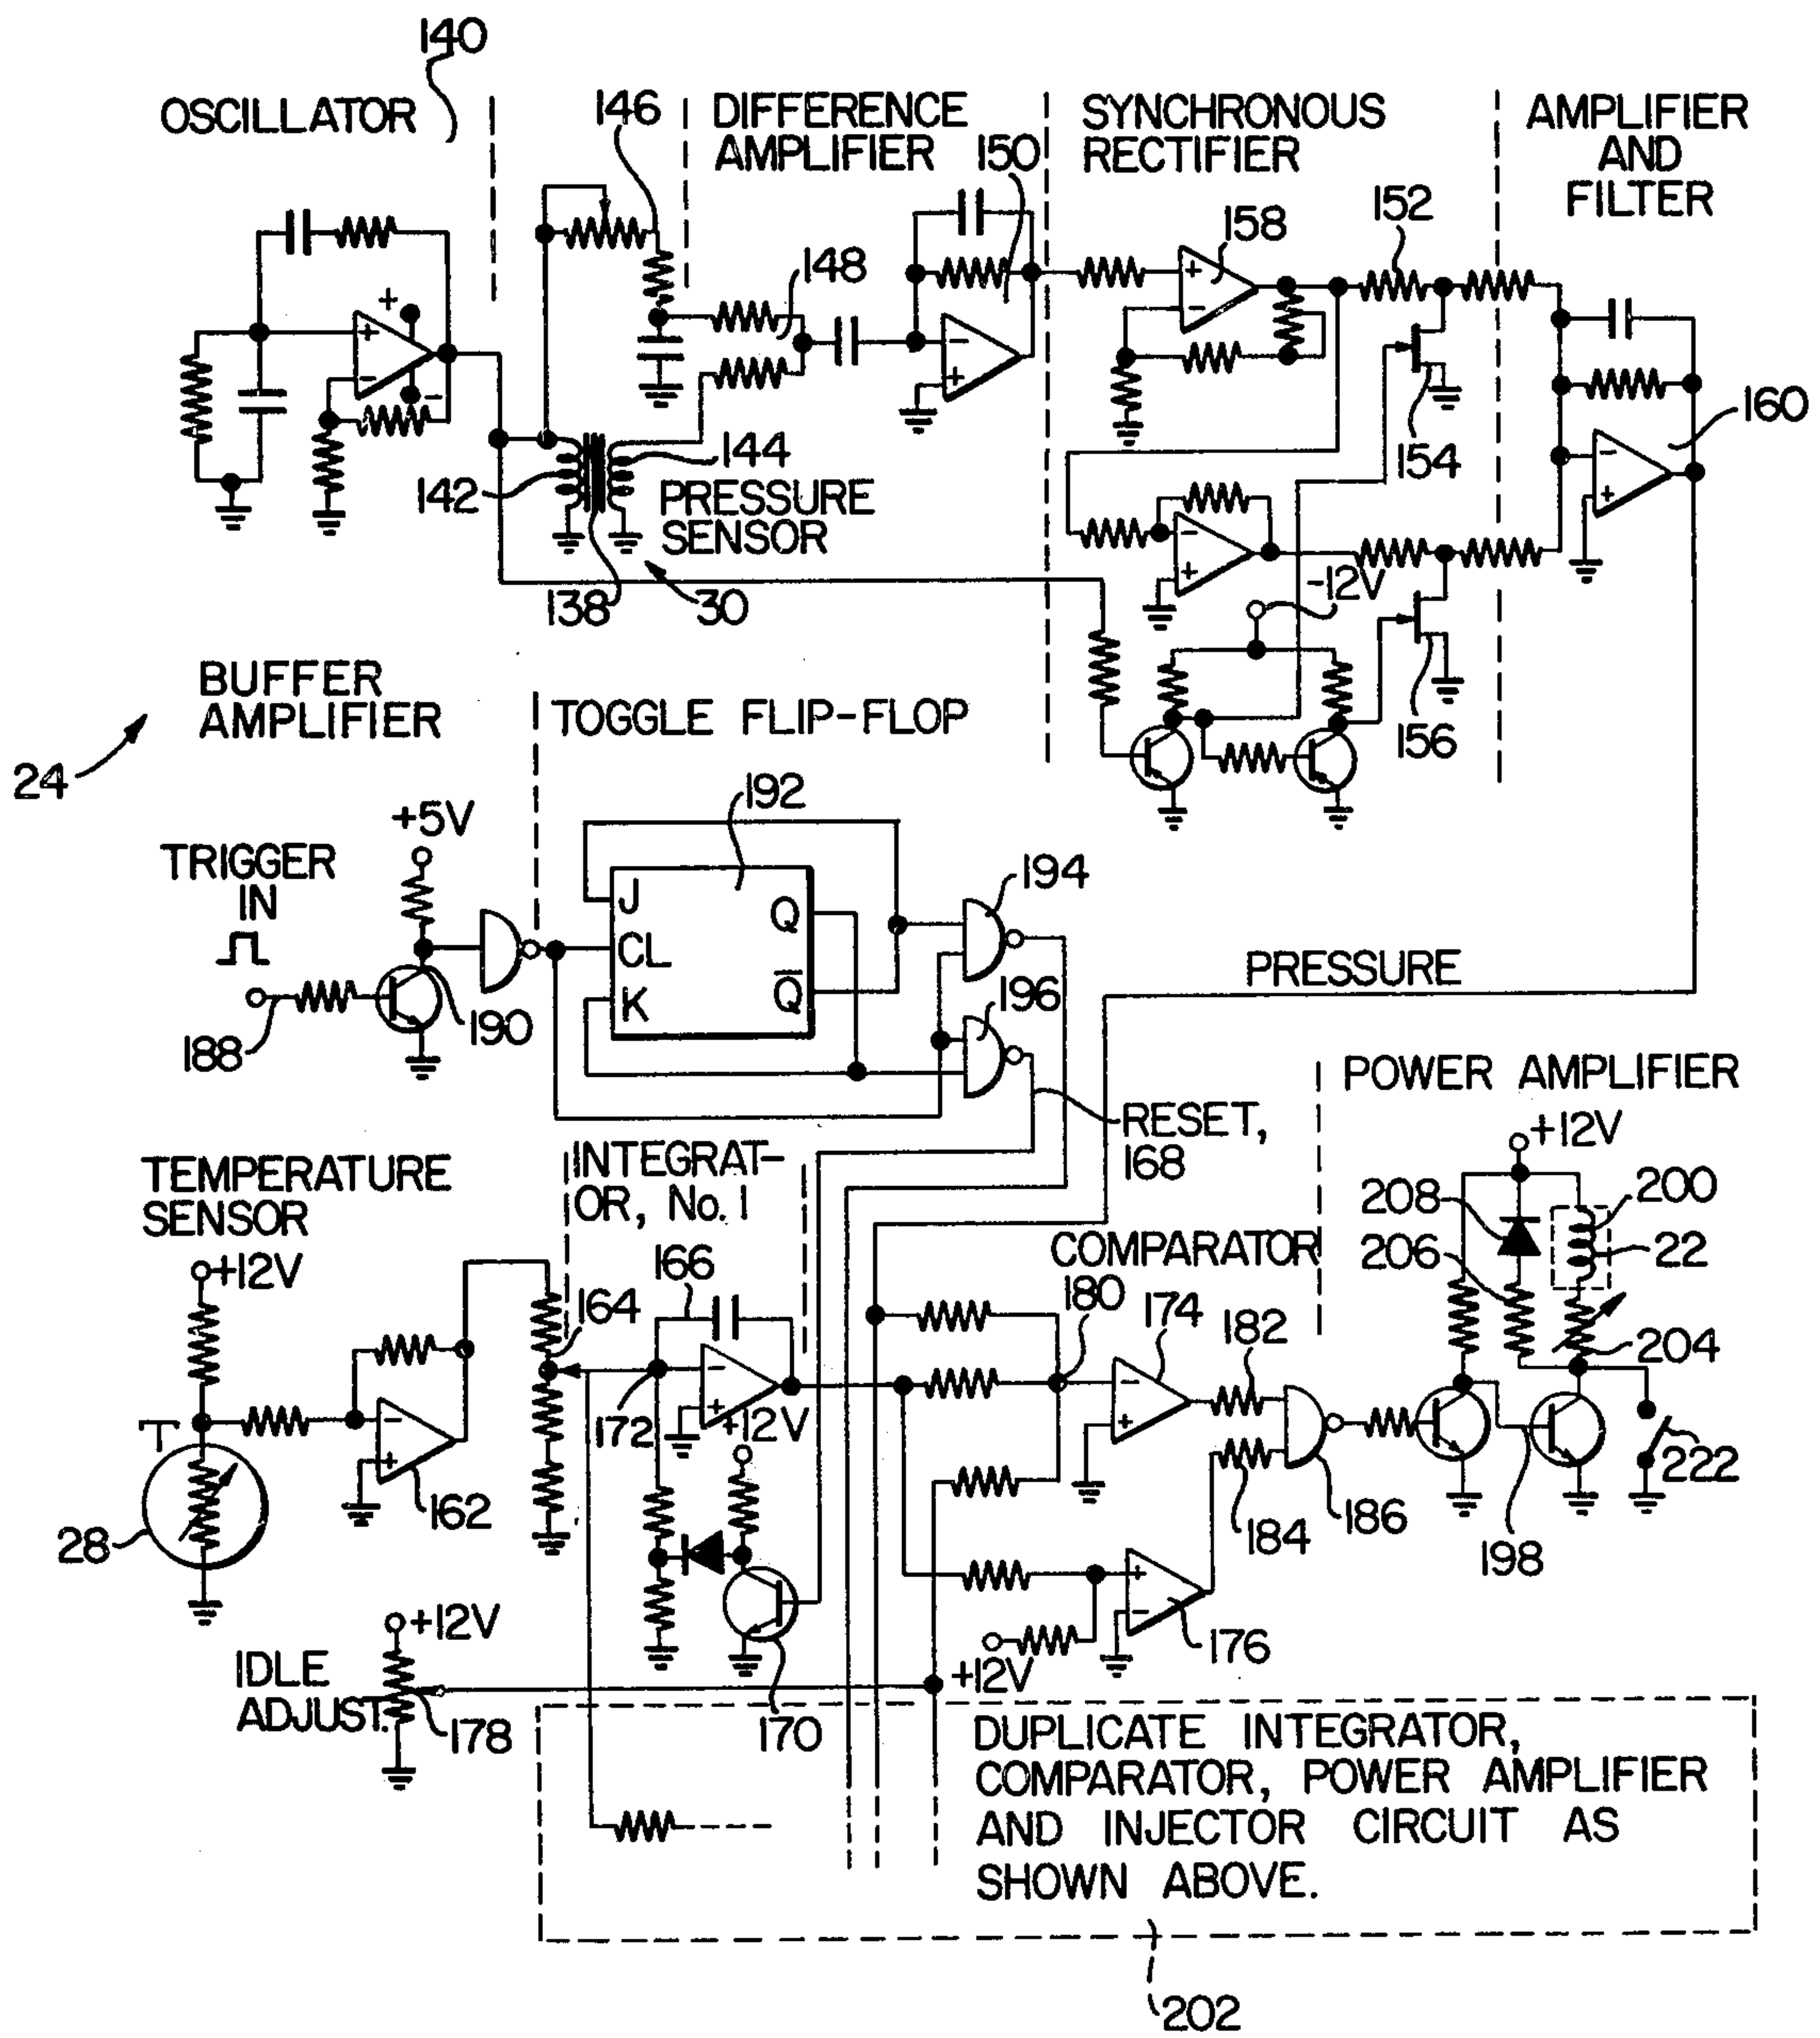 140
OSCILLATOR
146
DIFFERENCE
AMPLIFIER
150
SYNCHRONOUS
RECTIFIER
AMPLIFIER
AND
FILTER
152
158
148
+
-
+
-
-
+
+
-
154
160
-
+
142
144
PRESSURE
SENSOR
138
30
-
+
-12V
156
24
BUFFER
AMPLIFIER
TOGGLE FLIP-FLOP
192
+5V
TRIGGER
IN
188
190
J
CL
K
Q
Q̅
194
196
PRESSURE
RESET,
168
POWER AMPLIFIER
+12V
TEMPERATURE
SENSOR
+12V
T
28
-
+
162
INTEGRAT-
OR, No. 1
164
166
172
-
+
+12V
170
COMPARATOR
180
174
-
+
182
184
186
+
-
176
+12V
208
206
200
22
204
198
222
IDLE
ADJUST.
+12V
178
DUPLICATE INTEGRATOR,
COMPARATOR, POWER AMPLIFIER
AND INJECTOR CIRCUIT AS
SHOWN ABOVE.
202